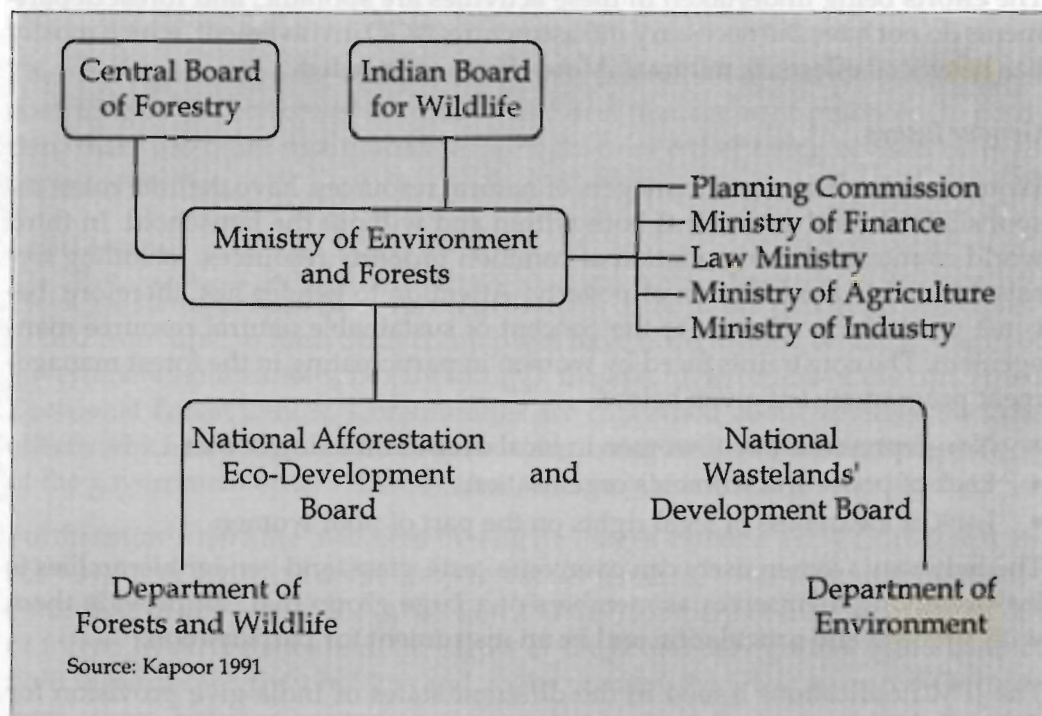 Central Board
of Forestry
Indian Board
for Wildlife
Ministry of Environment
and Forests
Planning Commission
Ministry of Finance
Law Ministry
Ministry of Agriculture
Ministry of Industry
National Afforestation
Eco-Development
Board
and
National
Wastelands'
Development Board
Department of
Forests and Wildlife
Department of
Environment
Source: Kapoor 1991